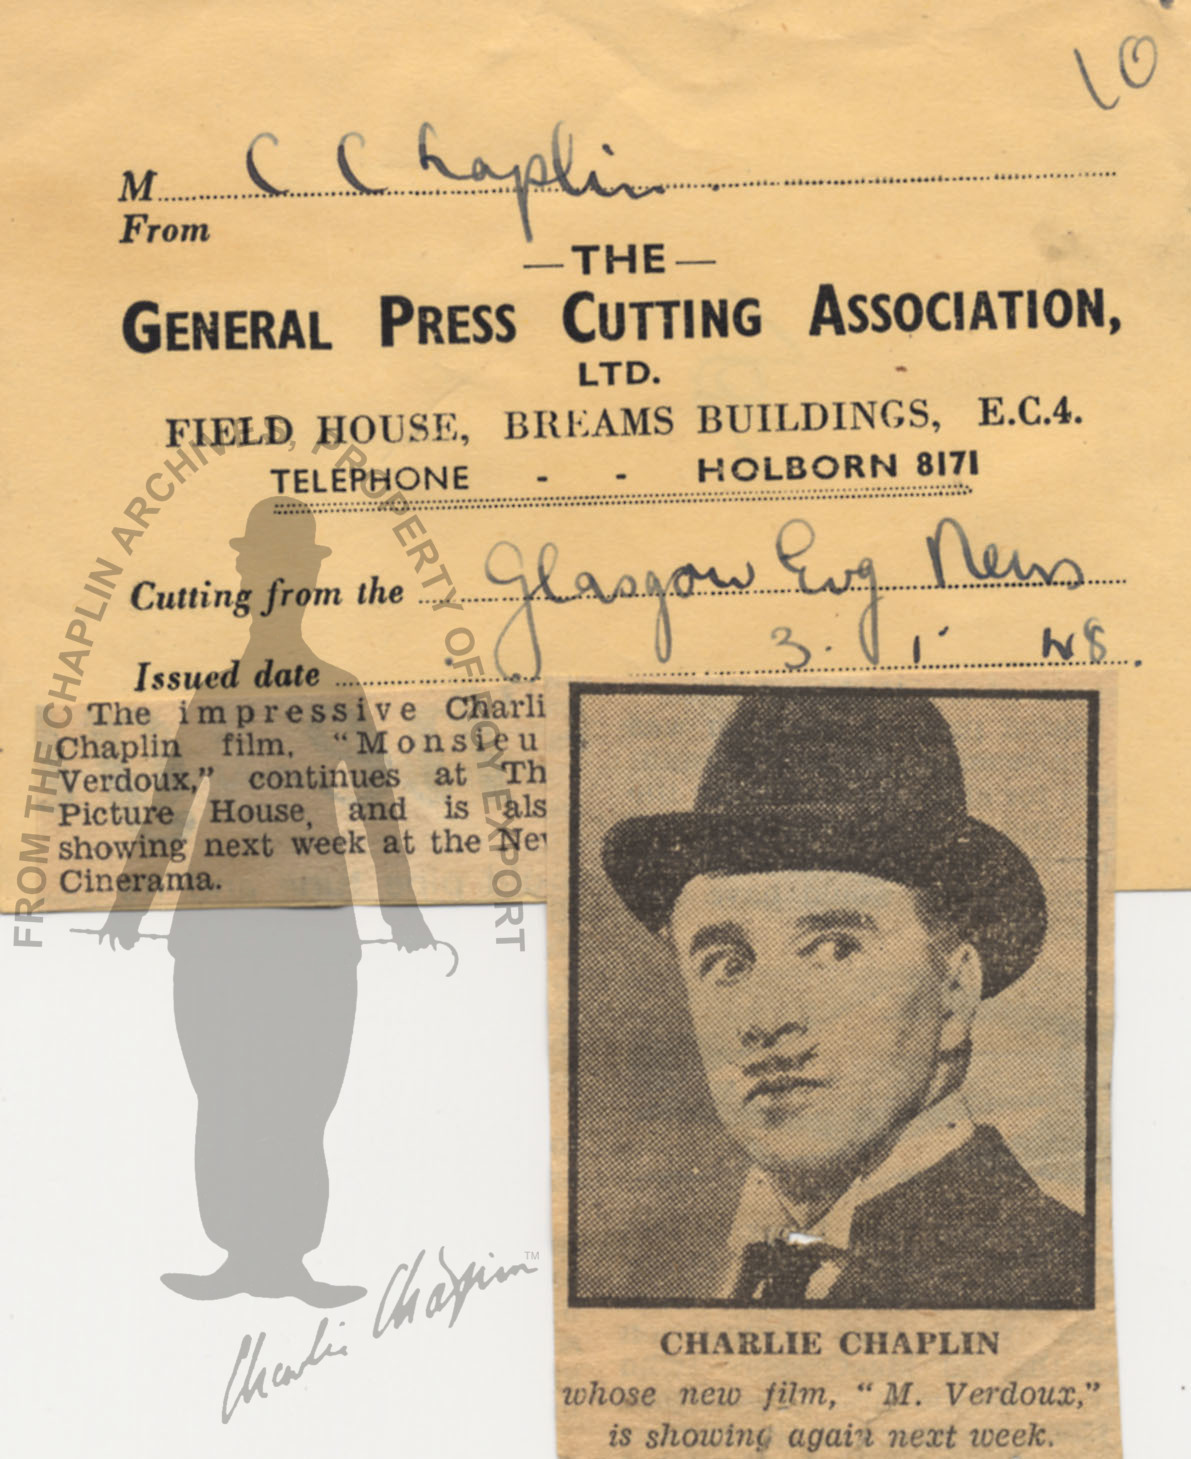 10
M C Chaplin
From
—THE—
GENERAL PRESS CUTTING ASSOCIATION,
LTD.
FIELD HOUSE, BREAMS BUILDINGS, E.C.4.
TELEPHONE - - HOLBORN 8171
Cutting from the Glasgow Evg News
Issued date 3. 1. 48.
The impressive Charli
Chaplin film, “Monsieu
Verdoux,” continues at Th
Picture House, and is als
showing next week at the Ne
Cinerama.
CHARLIE CHAPLIN
whose new film, “M. Verdoux,”
is showing again next week.
FROM THE CHAPLIN ARCHIVES, PROPERTY OF ROY EXPORT
Charlie Chaplin™